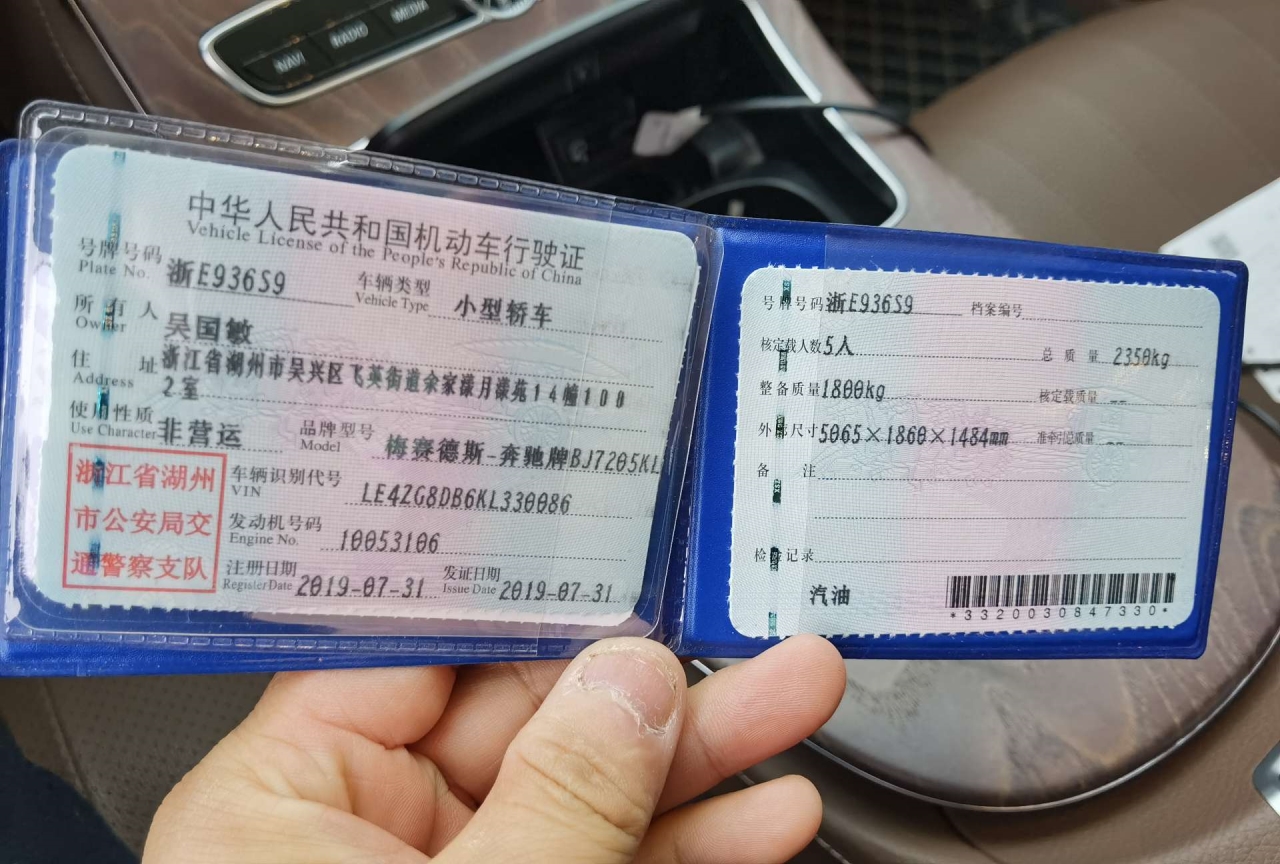 NAVI RADIO MEDIA
中华人民共和国机动车行驶证
Vehicle License of the People's Republic of China
号牌号码 浙E936S9 车辆类型 小型轿车
Plate No. Vehicle Type
所有人 吴国敏
Owner
住址 浙江省湖州市吴兴区飞英街道余家漾月漾苑14幢100
Address 2室
使用性质 非营运 品牌型号 梅赛德斯-奔驰牌BJ7205KL
Use Character Model
浙江省湖州
市公安局交
通警察支队
车辆识别代号 LE4ZG8DB6KL330086
VIN
发动机号码 10053106
Engine No.
注册日期 2019-07-31 发证日期 2019-07-31
Register Date Issue Date
号牌号码 浙E936S9 档案编号
核定载人数 5人 总质量 2350kg
整备质量 1800kg 核定载质量 --
外廓尺寸 5065×1860×1484mm 准牵引总质量 --
备注
检验记录
汽油
*3320030847330*